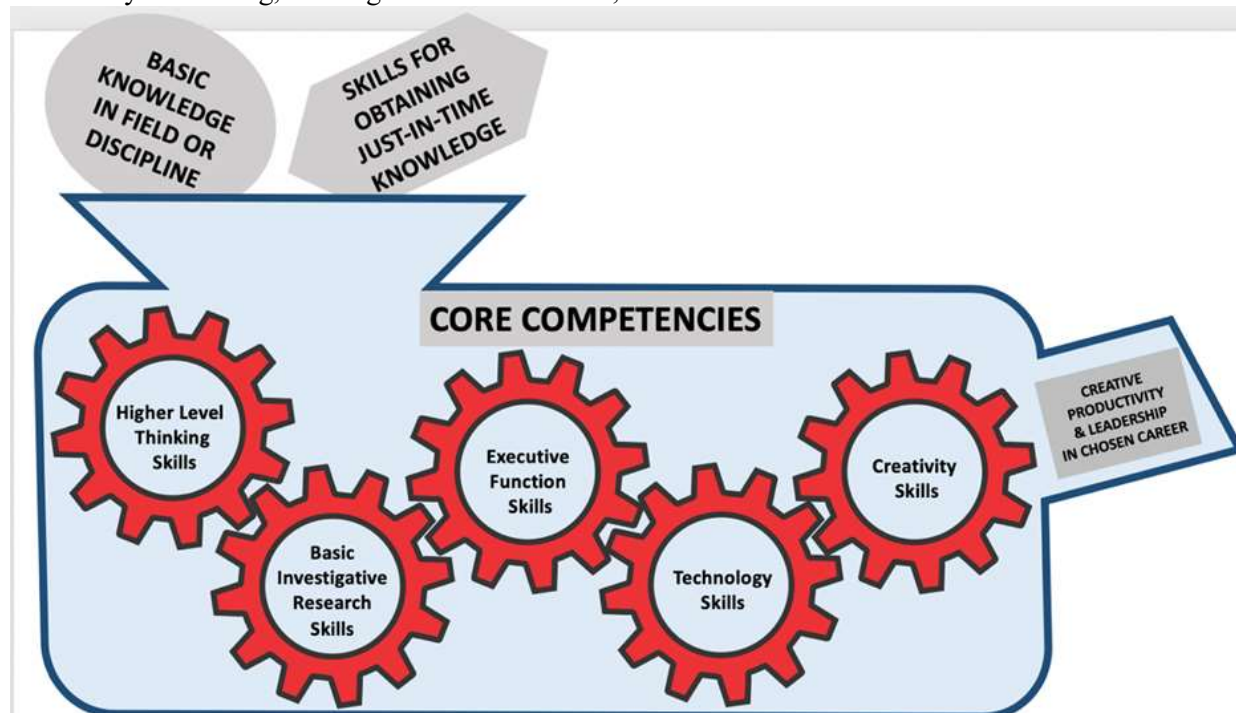 BASIC
KNOWLEDGE
IN FIELD OR
DISCIPLINE
SKILLS FOR
OBTAINING
JUST-IN-TIME
KNOWLEDGE
CORE COMPETENCIES
Higher Level
Thinking
Skills
Basic
Investigative
Research
Skills
Executive
Function
Skills
Technology
Skills
Creativity
Skills
CREATIVE
PRODUCTIVITY
& LEADERSHIP
IN CHOSEN CAREER